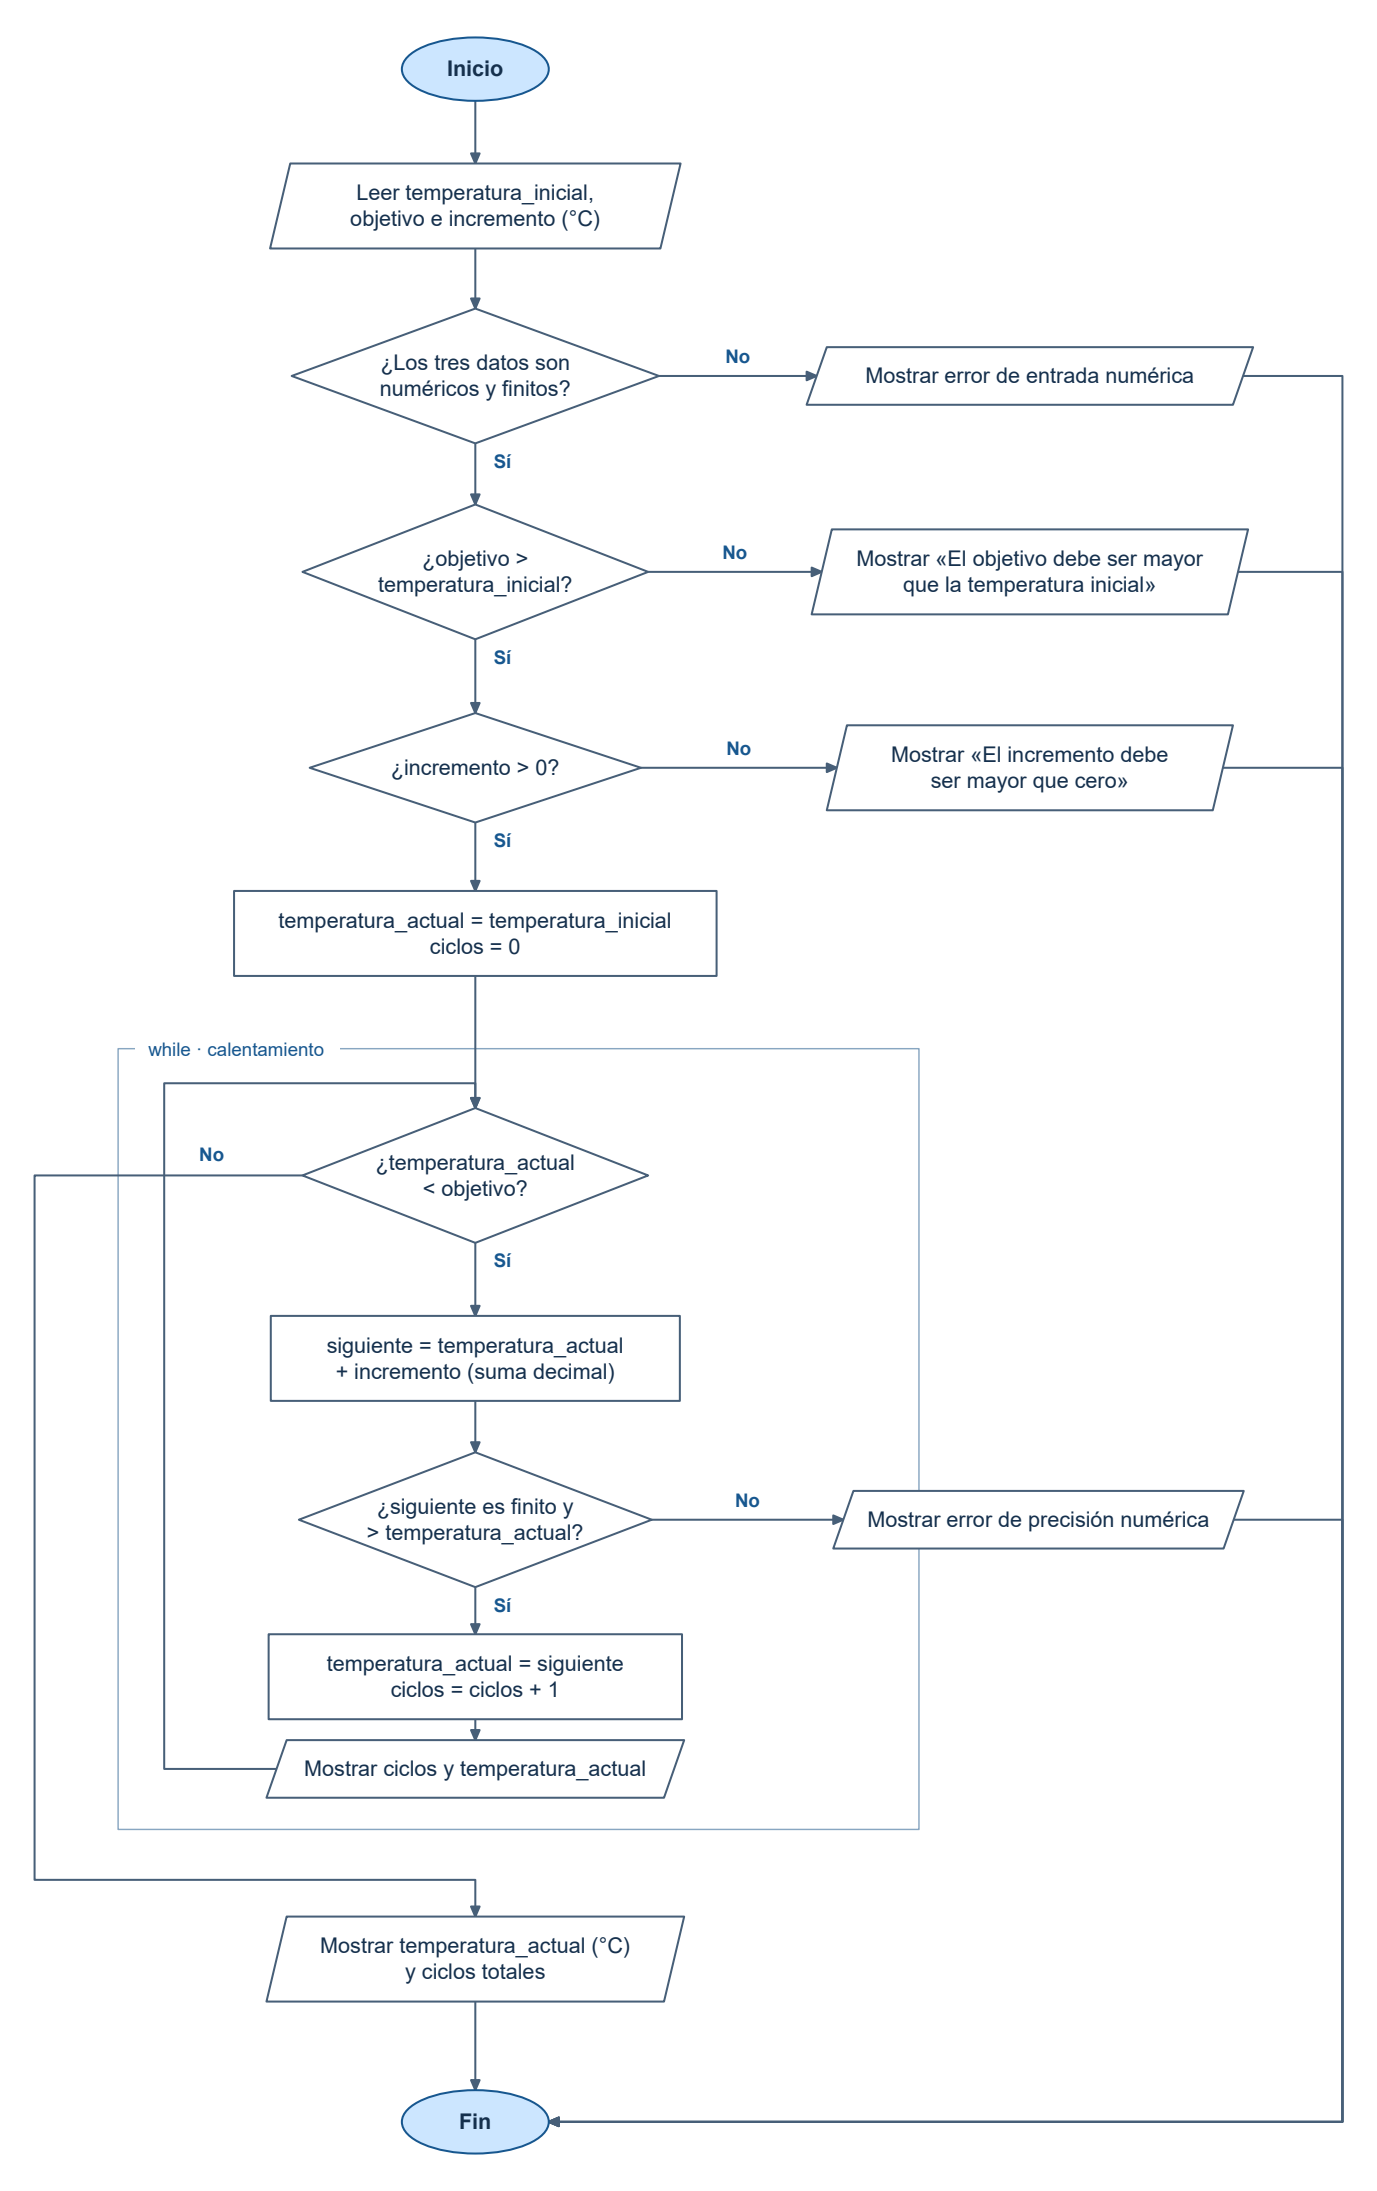 Inicio
Leer temperatura_inicial,
objetivo e incremento (°C)
¿Los tres datos son
numéricos y finitos?
No
Mostrar error de entrada numérica
Sí
¿objetivo >
temperatura_inicial?
No
Mostrar «El objetivo debe ser mayor
que la temperatura inicial»
Sí
¿incremento > 0?
No
Mostrar «El incremento debe
ser mayor que cero»
Sí
temperatura_actual = temperatura_inicial
ciclos = 0
while · calentamiento
¿temperatura_actual
< objetivo?
No
Sí
siguiente = temperatura_actual
+ incremento (suma decimal)
¿siguiente es finito y
> temperatura_actual?
No
Mostrar error de precisión numérica
Sí
temperatura_actual = siguiente
ciclos = ciclos + 1
Mostrar ciclos y temperatura_actual
Mostrar temperatura_actual (°C)
y ciclos totales
Fin